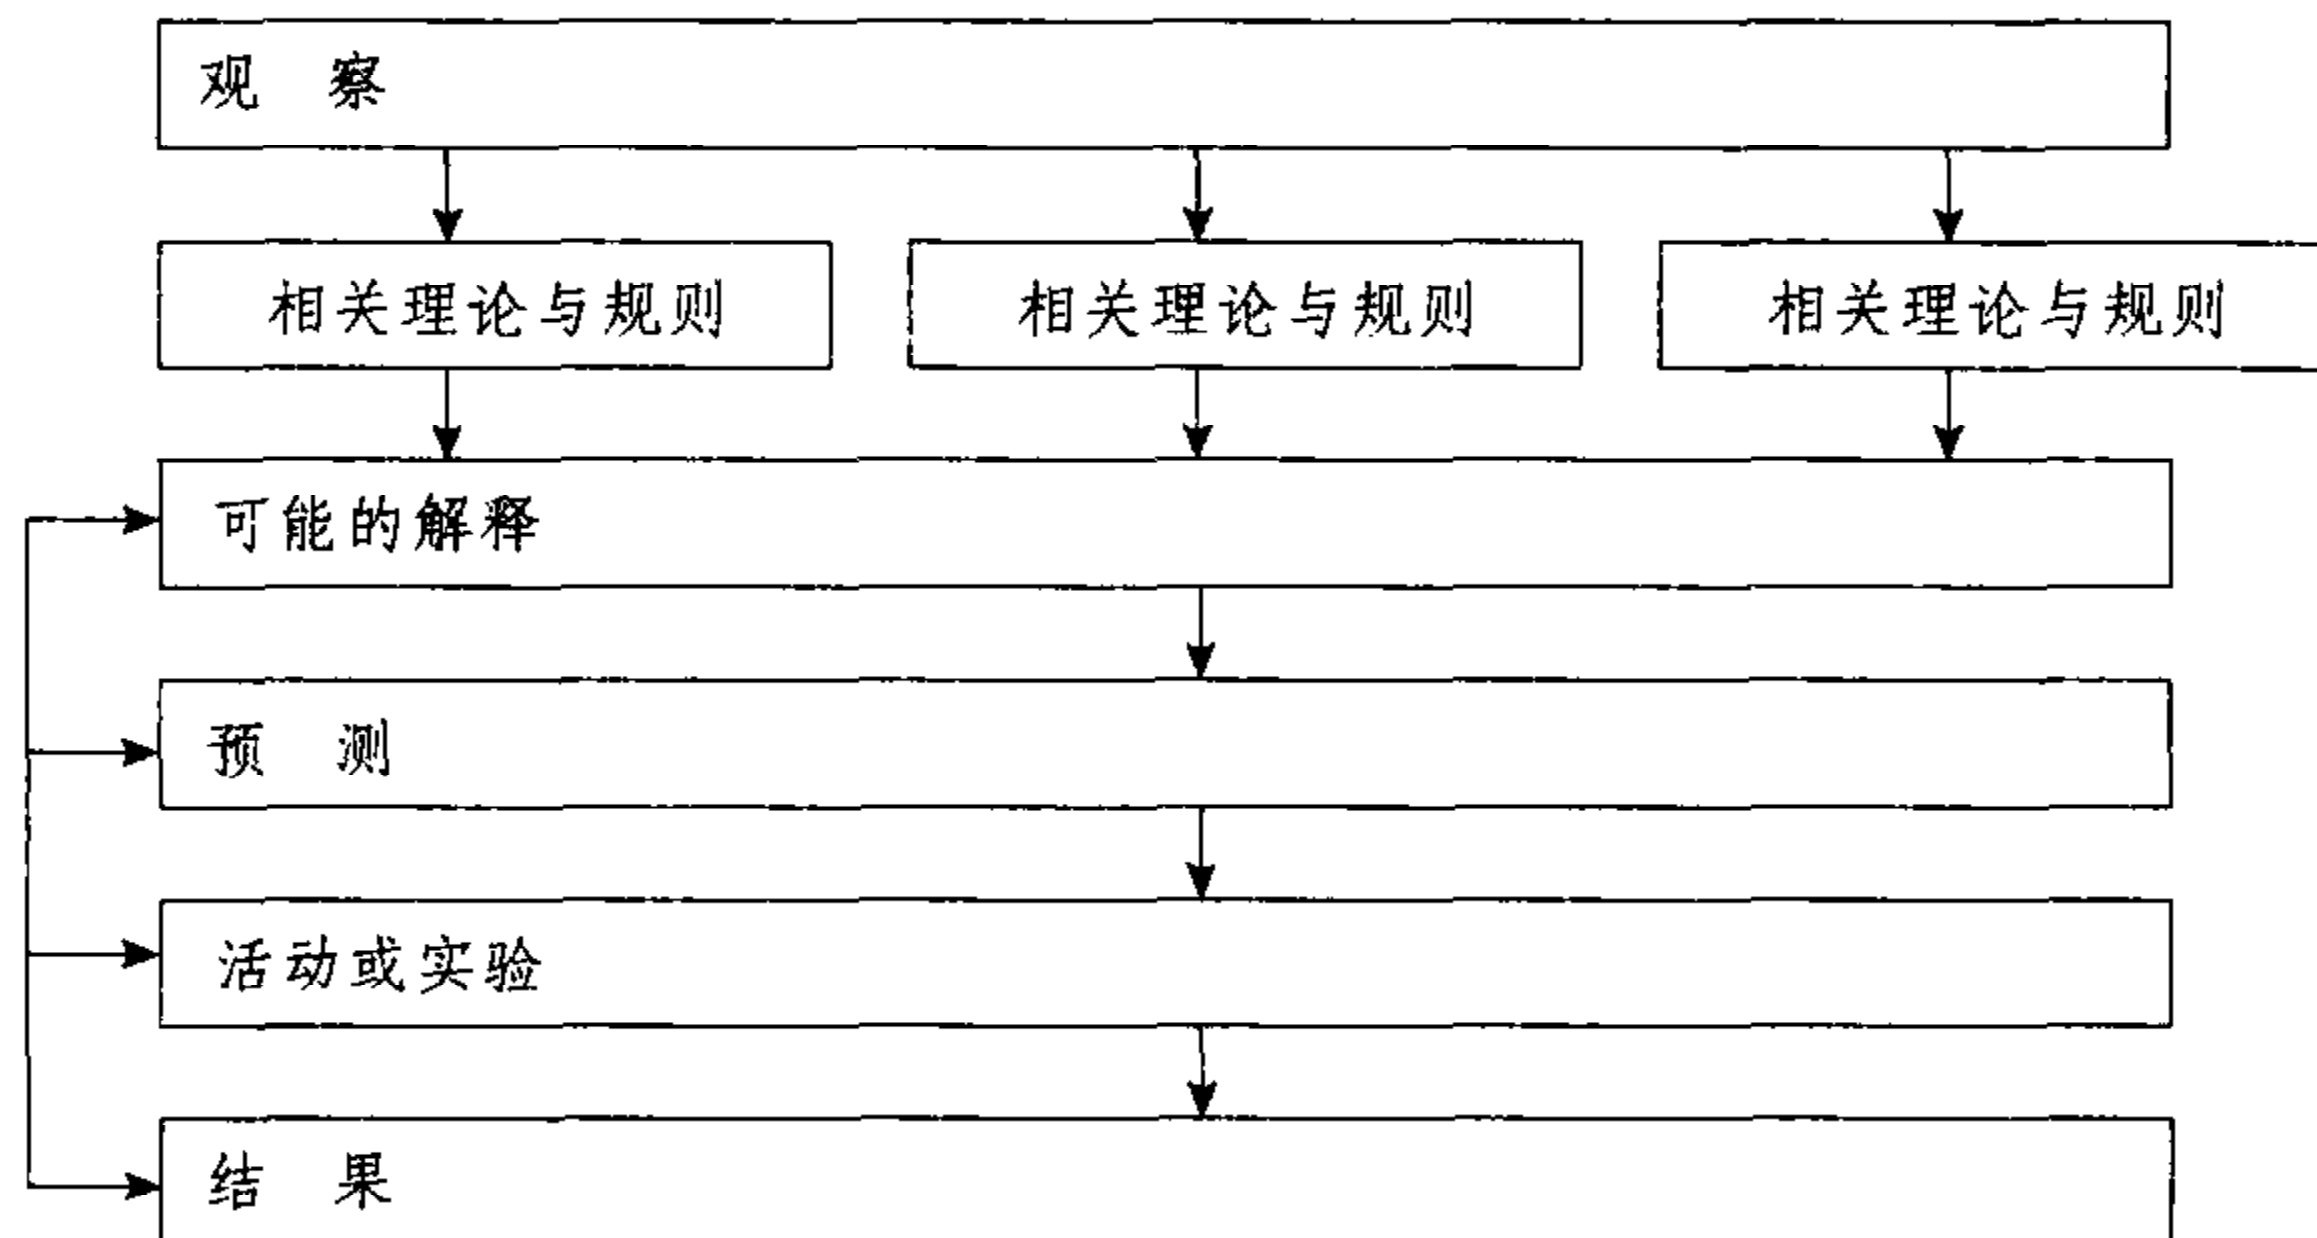 观 察
相关理论与规则 相关理论与规则 相关理论与规则
可能的解释
预 测
活动或实验
结 果